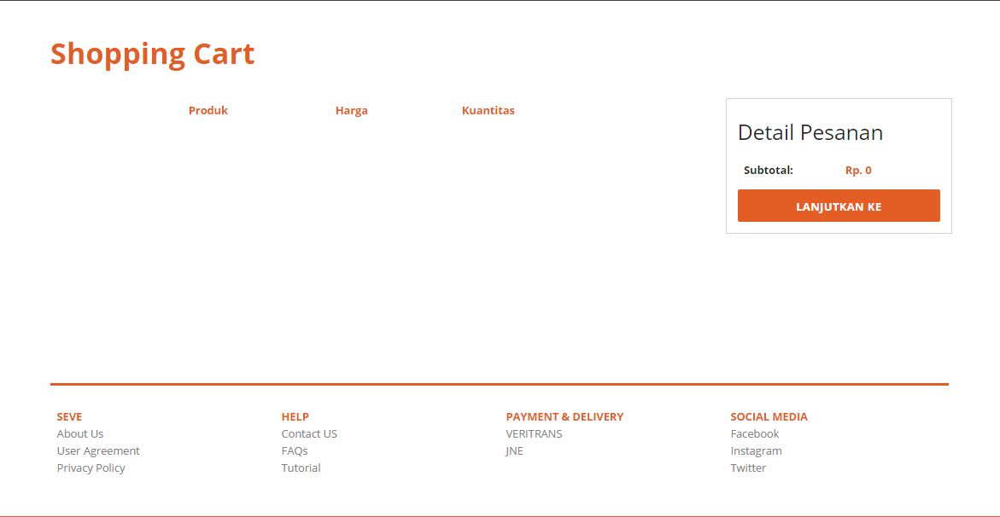 Shopping Cart
Produk Harga Kuantitas
Detail Pesanan
Subtotal: Rp. 0
LANJUTKAN KE
SEVE
About Us
User Agreement
Privacy Policy
HELP
Contact US
FAQs
Tutorial
PAYMENT & DELIVERY
VERITRANS
JNE
SOCIAL MEDIA
Facebook
Instagram
Twitter